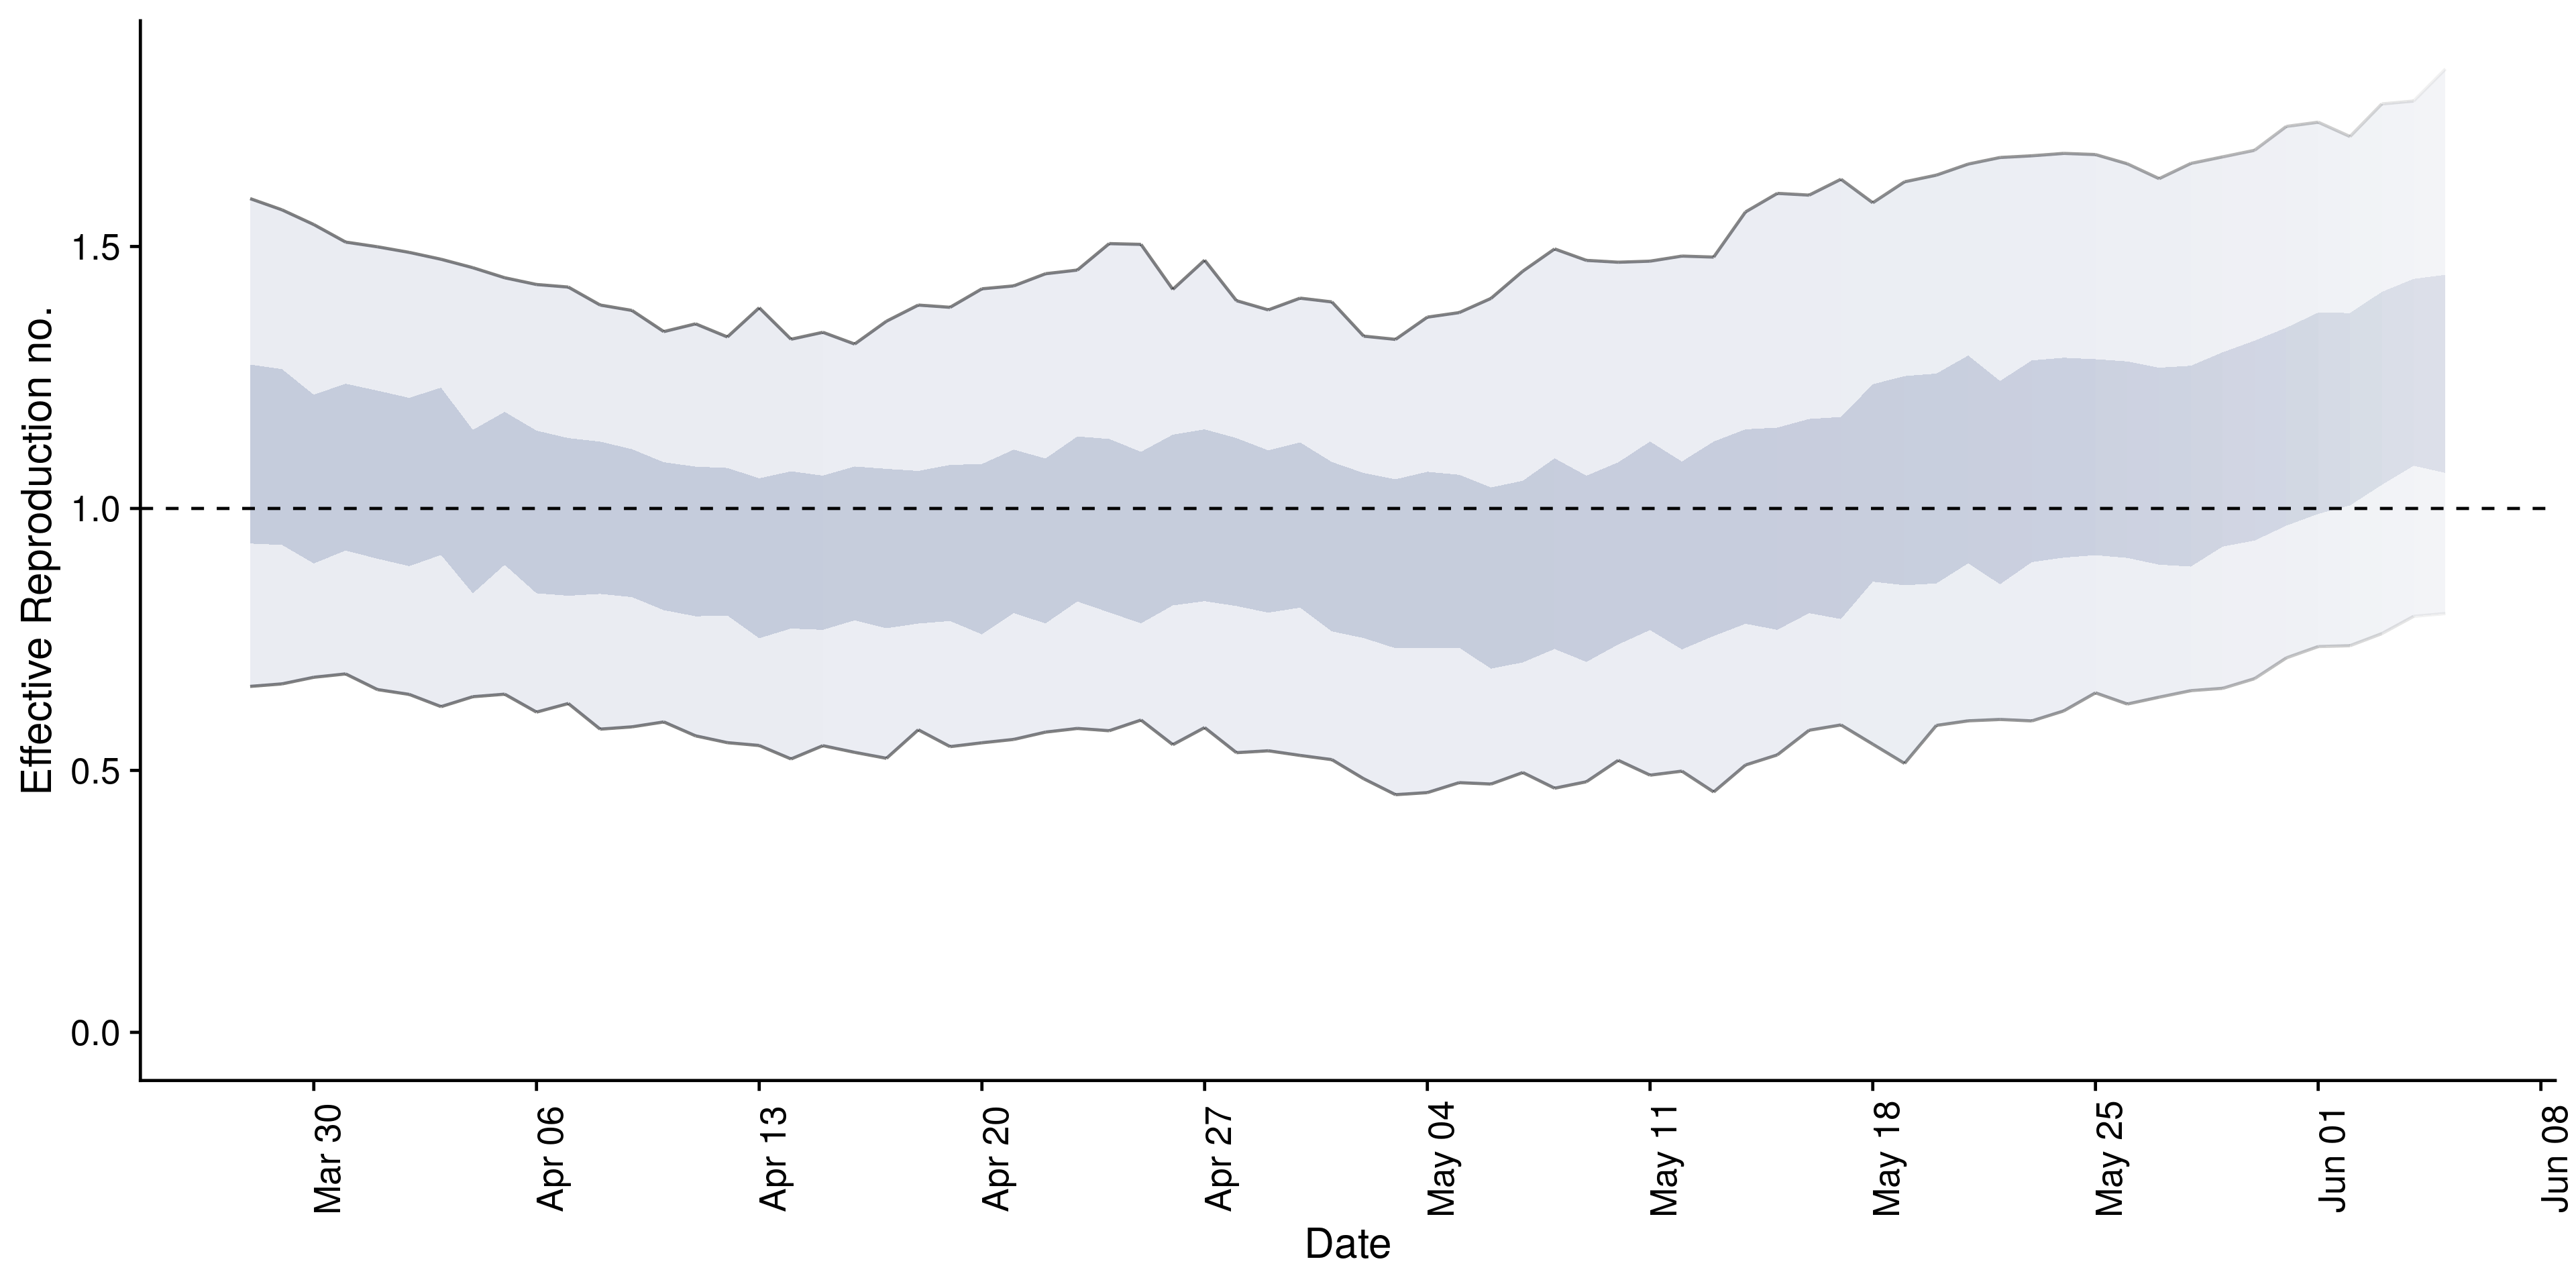 Effective Reproduction no.
1.5
1.0
0.5
0.0
Mar 30
Apr 06
Apr 13
Apr 20
Apr 27
May 04
May 11
May 18
May 25
Jun 01
Jun 08
Date